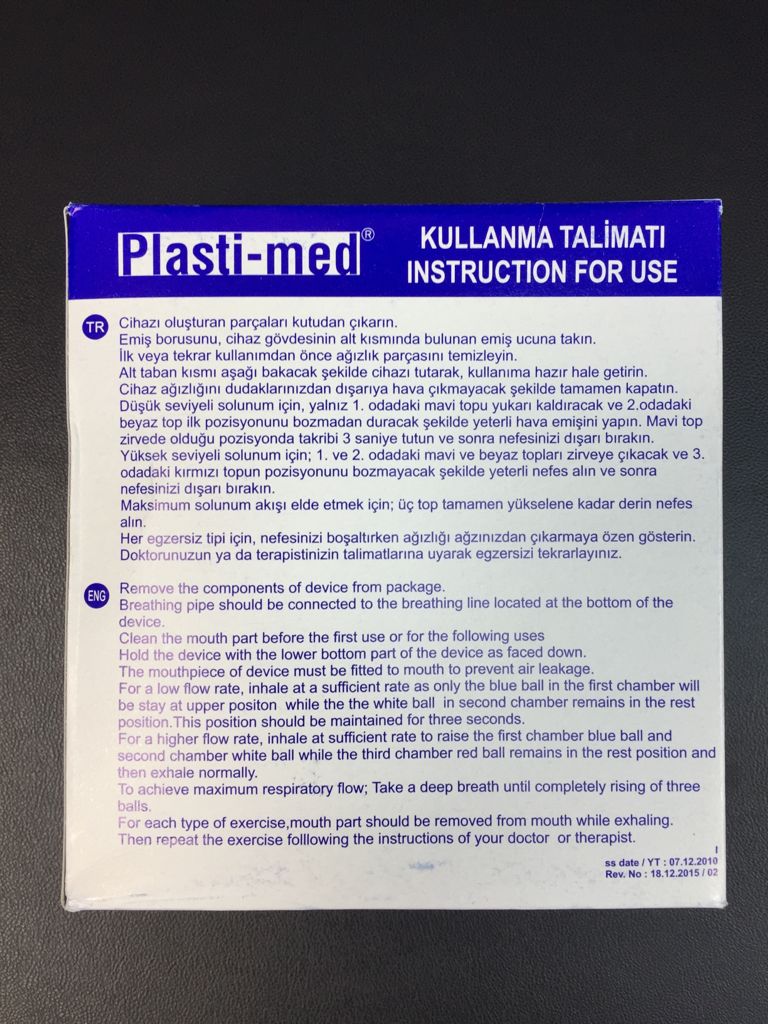 Plasti-med®
KULLANMA TALİMATI
INSTRUCTION FOR USE
TR
Cihazı oluşturan parçaları kutudan çıkarın.
Emiş borusunu, cihaz gövdesinin alt kısmında bulunan emiş ucuna takın.
İlk veya tekrar kullanımdan önce ağızlık parçasını temizleyin.
Alt taban kısmı aşağı bakacak şekilde cihazı tutarak, kullanıma hazır hale getirin.
Cihaz ağızlığını dudaklarınızdan dışarıya hava çıkmayacak şekilde tamamen kapatın.
Düşük seviyeli solunum için, yalnız 1. odadaki mavi topu yukarı kaldıracak ve 2.odadaki
beyaz top ilk pozisyonunu bozmadan duracak şekilde yeterli hava emişini yapın. Mavi top
zirvede olduğu pozisyonda takribi 3 saniye tutun ve sonra nefesinizi dışarı bırakın.
Yüksek seviyeli solunum için; 1. ve 2. odadaki mavi ve beyaz topları zirveye çıkacak ve 3.
odadaki kırmızı topun pozisyonunu bozmayacak şekilde yeterli nefes alın ve sonra
nefesinizi dışarı bırakın.
Maksimum solunum akışı elde etmek için; üç top tamamen yükselene kadar derin nefes
alın.
Her egzersiz tipi için, nefesinizi boşaltırken ağızlığı ağzınızdan çıkarmaya özen gösterin.
Doktorunuzun ya da terapistinizin talimatlarına uyarak egzersizi tekrarlayınız.
ENG
Remove the components of device from package.
Breathing pipe should be connected to the breathing line located at the bottom of the
device.
Clean the mouth part before the first use or for the following uses
Hold the device with the lower bottom part of the device as faced down.
The mouthpiece of device must be fitted to mouth to prevent air leakage.
For a low flow rate, inhale at a sufficient rate as only the blue ball in the first chamber will
be stay at upper positon while the the white ball in second chamber remains in the rest
position.This position should be maintained for three seconds.
For a higher flow rate, inhale at sufficient rate to raise the first chamber blue ball and
second chamber white ball while the third chamber red ball remains in the rest position and
then exhale normally.
To achieve maximum respiratory flow; Take a deep breath until completely rising of three
balls.
For each type of exercise,mouth part should be removed from mouth while exhaling.
Then repeat the exercise folllowing the instructions of your doctor or therapist.
I
ss date / YT : 07.12.2010
Rev. No : 18.12.2015 / 02